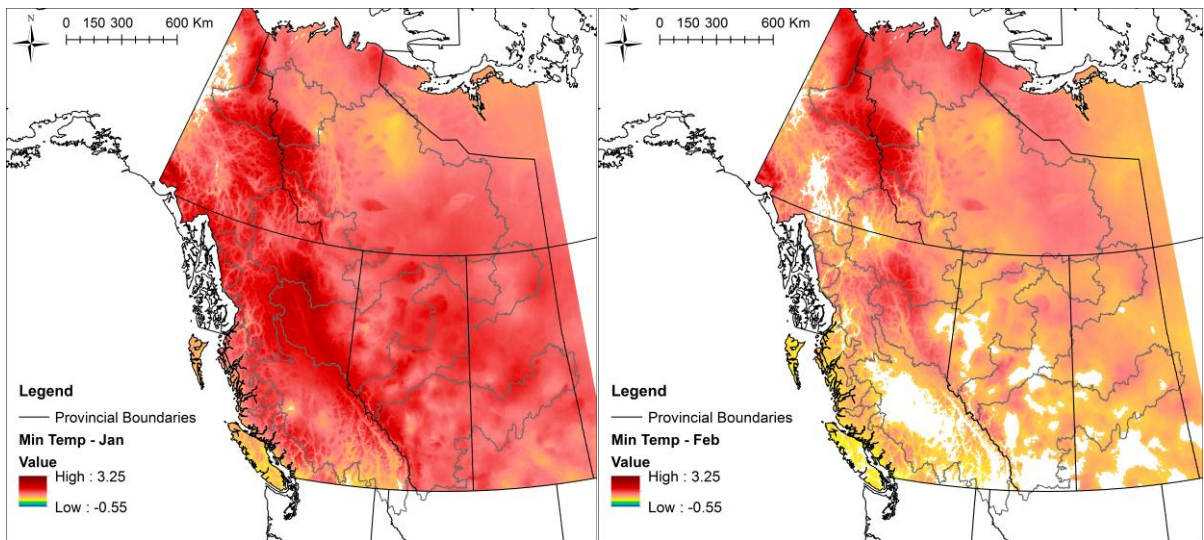 N
0 150 300 600 Km
Legend
Provincial Boundaries
Min Temp - Jan
Value
High : 3.25
Low : -0.55
N
0 150 300 600 Km
Legend
Provincial Boundaries
Min Temp - Feb
Value
High : 3.25
Low : -0.55